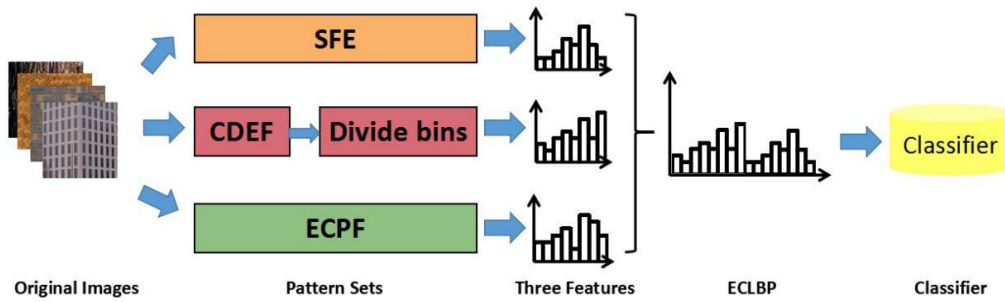 SFE
CDEF
Divide bins
Classifier
ECPF
Original Images
Pattern Sets
Three Features
ECLBP
Classifier